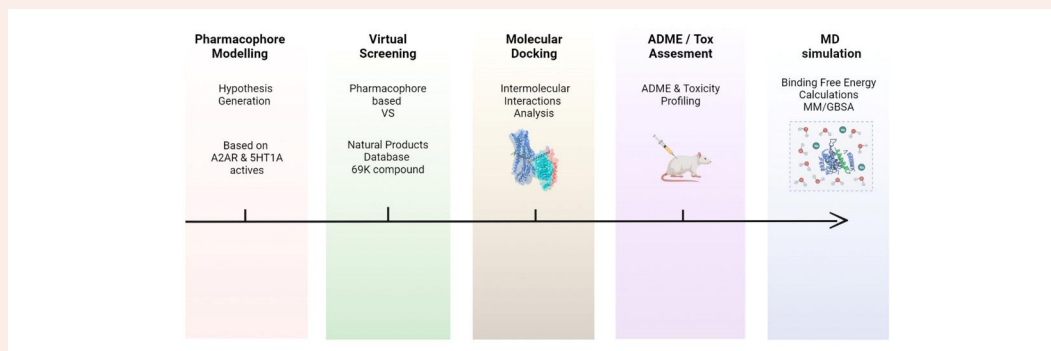 Pharmacophore
Modelling
Hypothesis
Generation
Based on
A2AR & 5HT1A
actives
Virtual
Screening
Pharmacophore
based
VS
Natural Products
Database
69K compound
Molecular
Docking
Intermolecular
Interactions
Analysis
ADME / Tox
Assesment
ADME & Toxicity
Profiling
MD
simulation
Binding Free Energy
Calculations
MM/GBSA